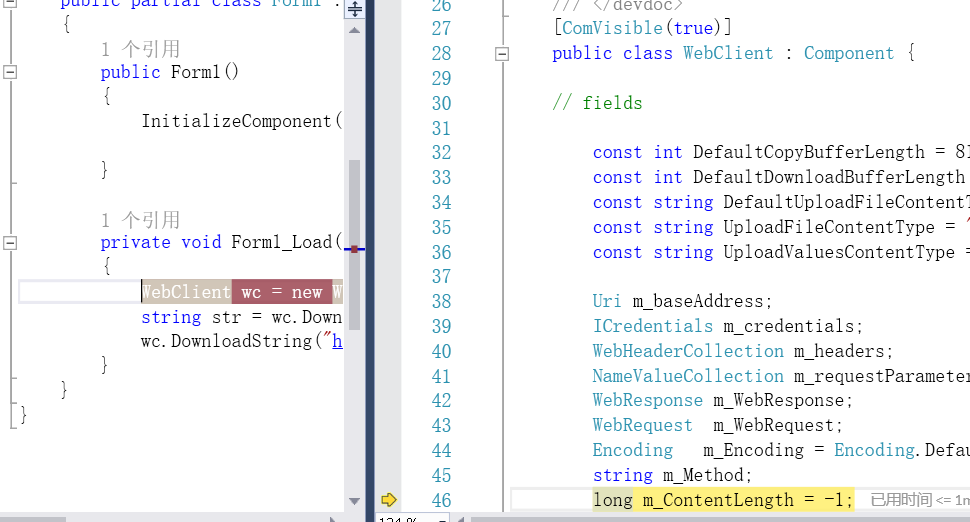 public partial class Form1 :
{
1 个引用
public Form1()
{
InitializeComponent(
}
1 个引用
private void Form1_Load(
{
WebClient wc = new W
string str = wc.Down
wc.DownloadString("h
}
}
}
26 /// </devdoc>
27 [ComVisible(true)]
28 public class WebClient : Component {
29
30 // fields
31
32 const int DefaultCopyBufferLength = 81
33 const int DefaultDownloadBufferLength
34 const string DefaultUploadFileContentT
35 const string UploadFileContentType = "
36 const string UploadValuesContentType =
37
38 Uri m_baseAddress;
39 ICredentials m_credentials;
40 WebHeaderCollection m_headers;
41 NameValueCollection m_requestParameter
42 WebResponse m_WebResponse;
43 WebRequest  m_WebRequest;
44 Encoding   m_Encoding = Encoding.Defau
45 string m_Method;
46 long m_ContentLength = -1; 已用时间 <= 1m